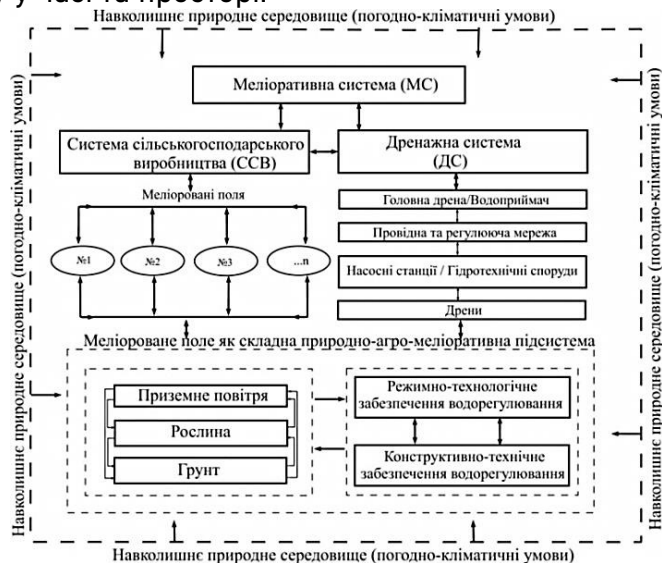 у часі та просторі.
Навколишнє природне середовище (погодно-кліматичні умови)
Навколишнє природне середовище (погодно-кліматичні умови)
Навколишнє природне середовище (погодно-кліматичні умови)
Меліоративна система (МС)
Система сільськогосподарського
виробництва (ССВ)
Дренажна система
(ДС)
Меліоровані поля
Головна дрена/Водоприймач
Провідна та регулююча мережа
№1
№2
№3
...n
Насосні станції / Гідротехнічні споруди
Дрени
Меліороване поле як складна природно-агро-меліоративна підсистема
Приземне повітря
Рослина
Грунт
Режимно-технологічне
забезпечення водорегулювання
Конструктивно-технічне
забезпечення водорегулювання
Навколишнє природне середовище (погодно-кліматичні умови)